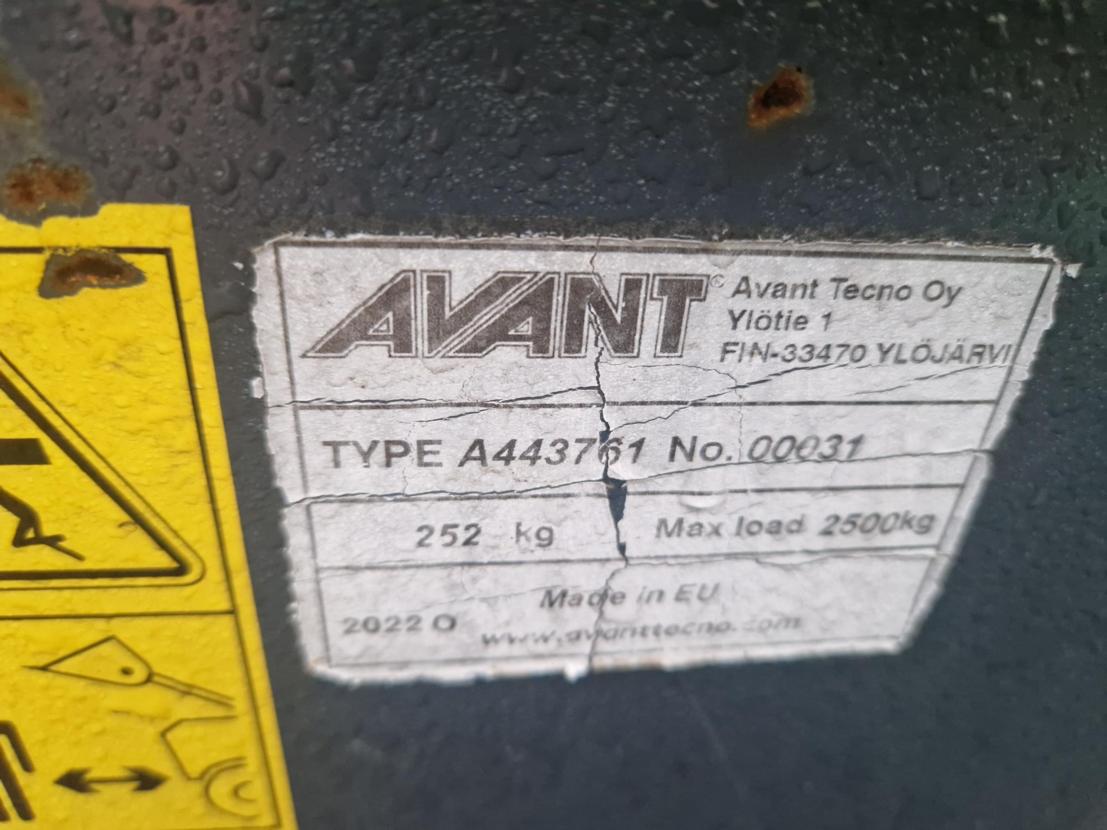 AVANT©
Avant Tecno Oy
Ylötie 1
FIN-33470 YLÖJÄRVI
TYPE A443761 No. 00031
252 kg Max load 2500kg
Made in EU
2022 O www.avanttecno.com